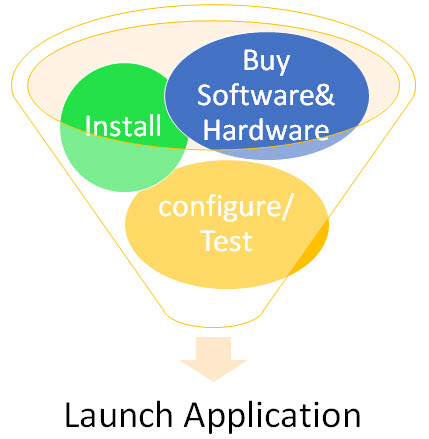 Buy
Software&
Hardware
Install
configure/
Test
Launch Application